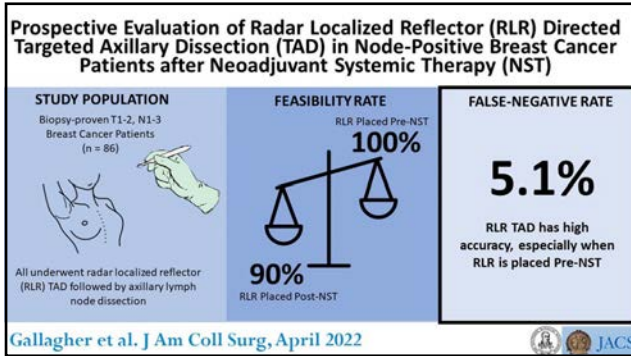 Prospective Evaluation of Radar Localized Reflector (RLR) Directed
Targeted Axillary Dissection (TAD) in Node-Positive Breast Cancer
Patients after Neoadjuvant Systemic Therapy (NST)
STUDY POPULATION
Biopsy-proven T1-2, N1-3
Breast Cancer Patients
(n = 86)
All underwent radar localized reflector
(RLR) TAD followed by axillary lymph
node dissection
FEASIBILITY RATE
RLR Placed Pre-NST
100%
90%
RLR Placed Post-NST
FALSE-NEGATIVE RATE
5.1%
RLR TAD has high
accuracy, especially when
RLR is placed Pre-NST
Gallagher et al. J Am Coll Surg, April 2022
JACS